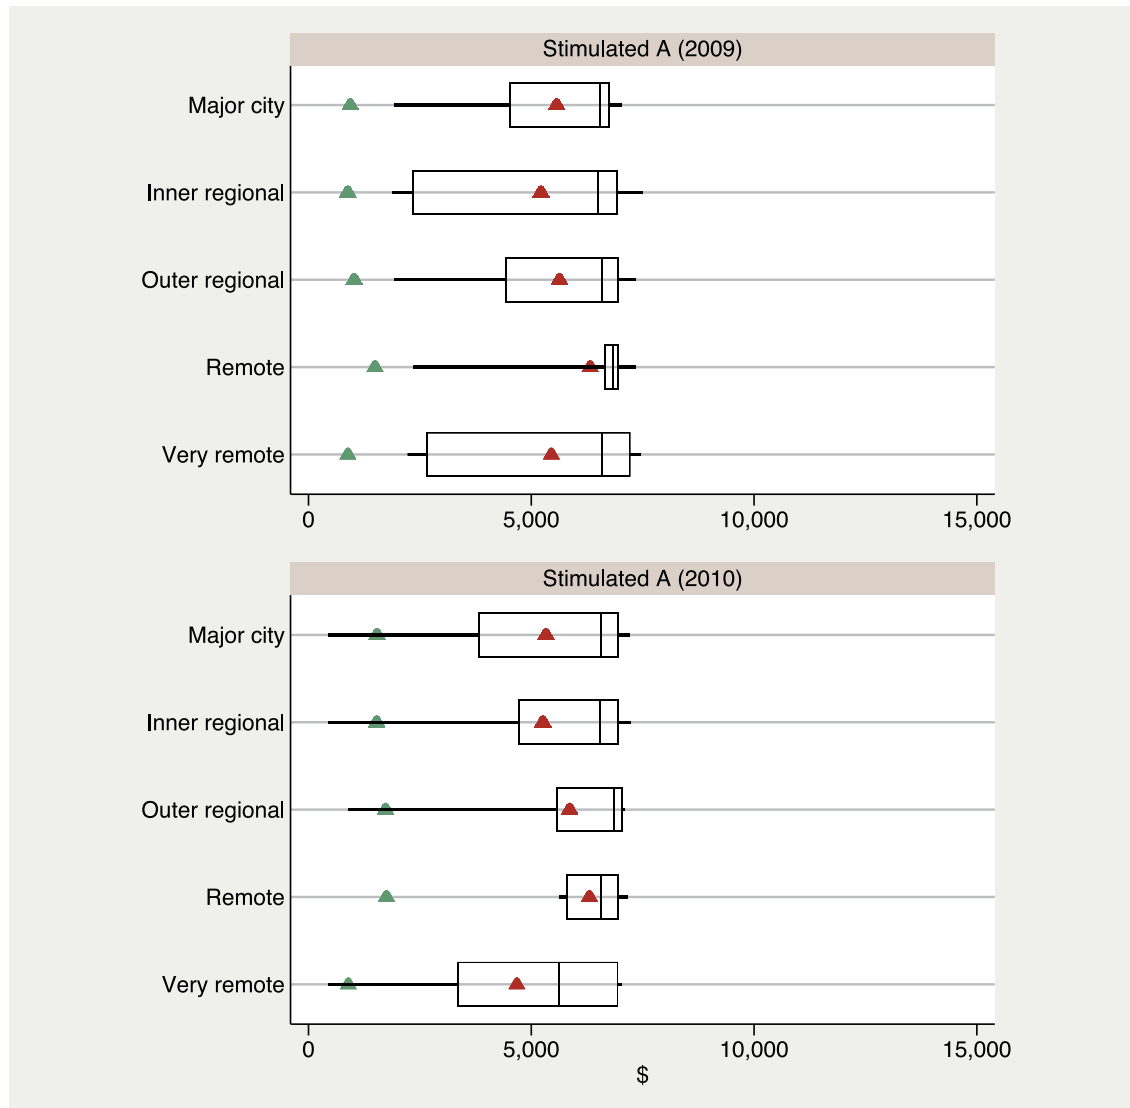 Stimulated A (2009)
Major city
Inner regional
Outer regional
Remote
Very remote
0 5,000 10,000 15,000
Stimulated A (2010)
Major city
Inner regional
Outer regional
Remote
Very remote
0 5,000 10,000 15,000
$